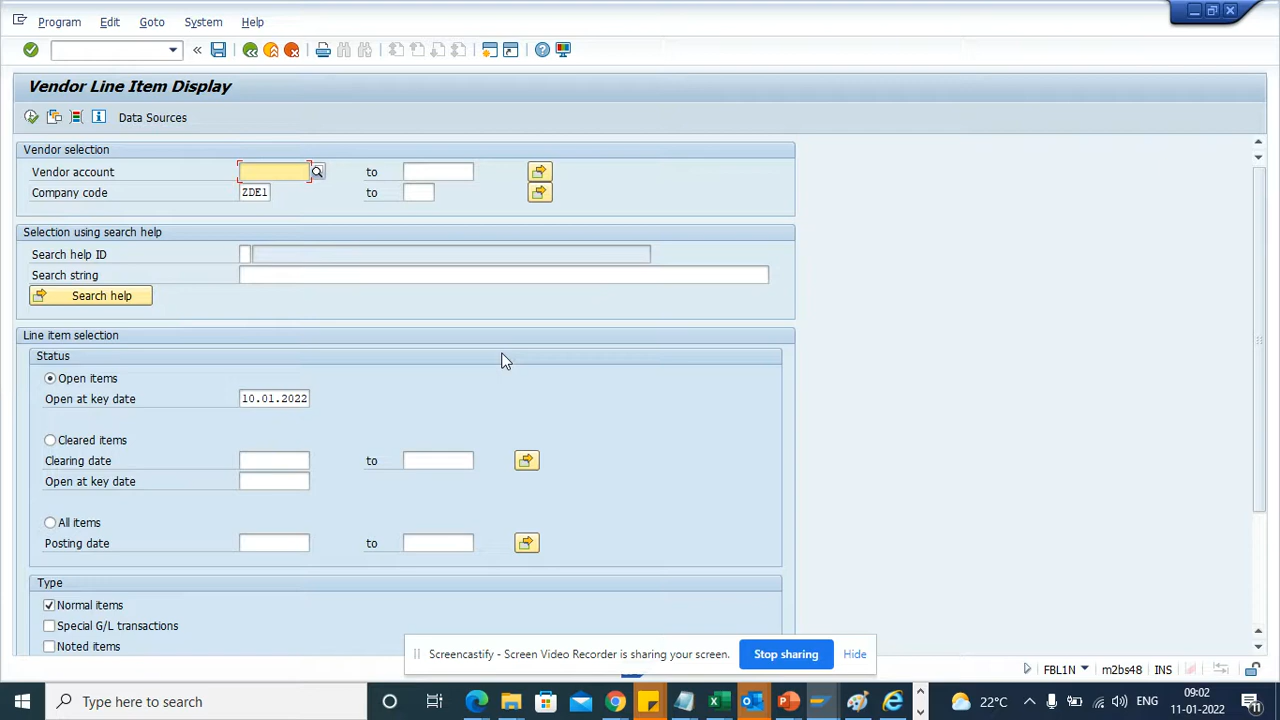 Program Edit Goto System Help
Vendor Line Item Display
Data Sources
Vendor selection
Vendor account to
Company code ZDE1 to
Selection using search help
Search help ID
Search string
Search help
Line item selection
Status
Open items
Open at key date 10.01.2022
Cleared items
Clearing date to
Open at key date
All items
Posting date to
Type
Normal items
Special G/L transactions
Noted items
Screencastify - Screen Video Recorder is sharing your screen. Stop sharing Hide
FBL1N m2bs48 INS
Type here to search 22°C ENG 09:02
11-01-2022 11